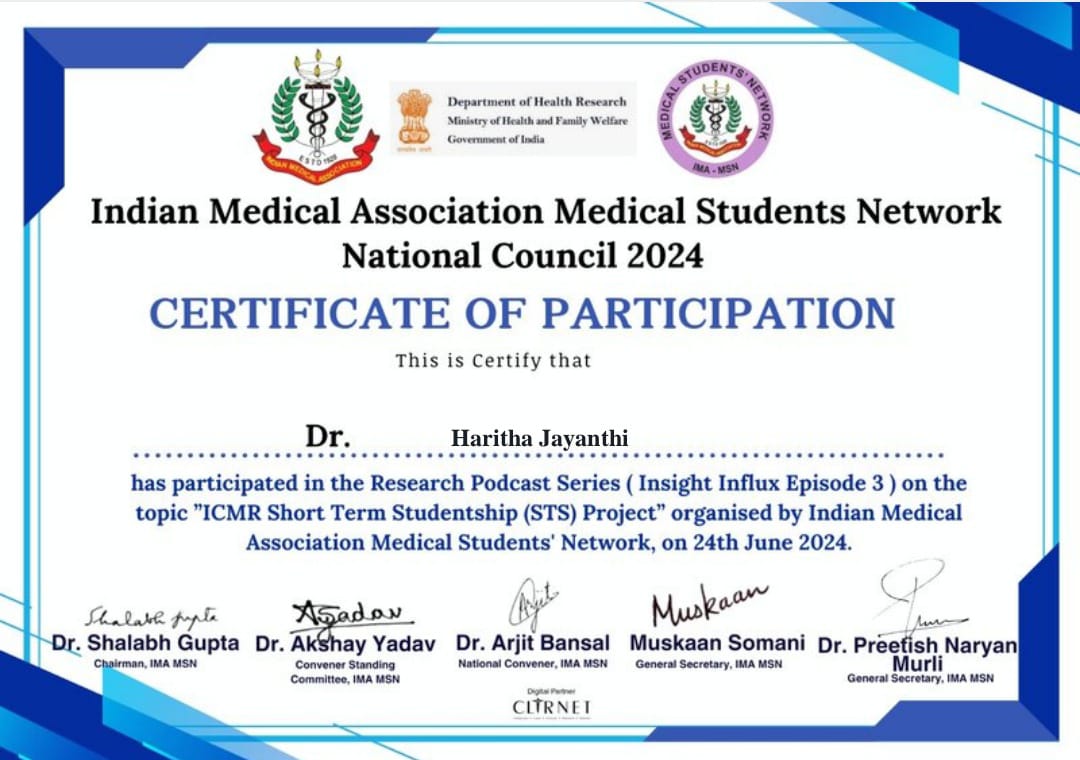 INDIAN MEDICAL ASSOCIATION
ESTD 1928
Department of Health Research
Ministry of Health and Family Welfare
Government of India
MEDICAL STUDENTS' NETWORK
IMA - MSN
Indian Medical Association Medical Students Network
National Council 2024
CERTIFICATE OF PARTICIPATION
This is Certify that
Dr. Haritha Jayanthi
has participated in the Research Podcast Series ( Insight Influx Episode 3 ) on the
topic ”ICMR Short Term Studentship (STS) Project” organised by Indian Medical
Association Medical Students' Network, on 24th June 2024.
Shalabh Gupta
AYadav
Arjit
Muskaan
Dr. Shalabh Gupta
Chairman, IMA MSN
Dr. Akshay Yadav
Convener Standing
Committee, IMA MSN
Dr. Arjit Bansal
National Convener, IMA MSN
Muskaan Somani
General Secretary, IMA MSN
Dr. Preetish Naryan
Murli
General Secretary, IMA MSN
Digital Partner
CLIRNET